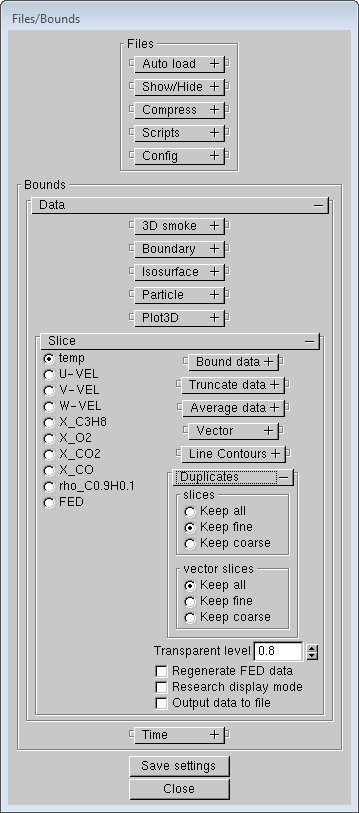 Files/Bounds
Files
Auto load +
Show/Hide +
Compress +
Scripts +
Config +
Bounds
Data −
3D smoke +
Boundary +
Isosurface +
Particle +
Plot3D +
Slice −
temp
U-VEL
V-VEL
W-VEL
X_C3H8
X_O2
X_CO2
X_CO
rho_C0.9H0.1
FED
Bound data +
Truncate data +
Average data +
Vector +
Line Contours +
Duplicates −
slices
Keep all
Keep fine
Keep coarse
vector slices
Keep all
Keep fine
Keep coarse
Transparent level 0.8
Regenerate FED data
Research display mode
Output data to file
Time +
Save settings
Close